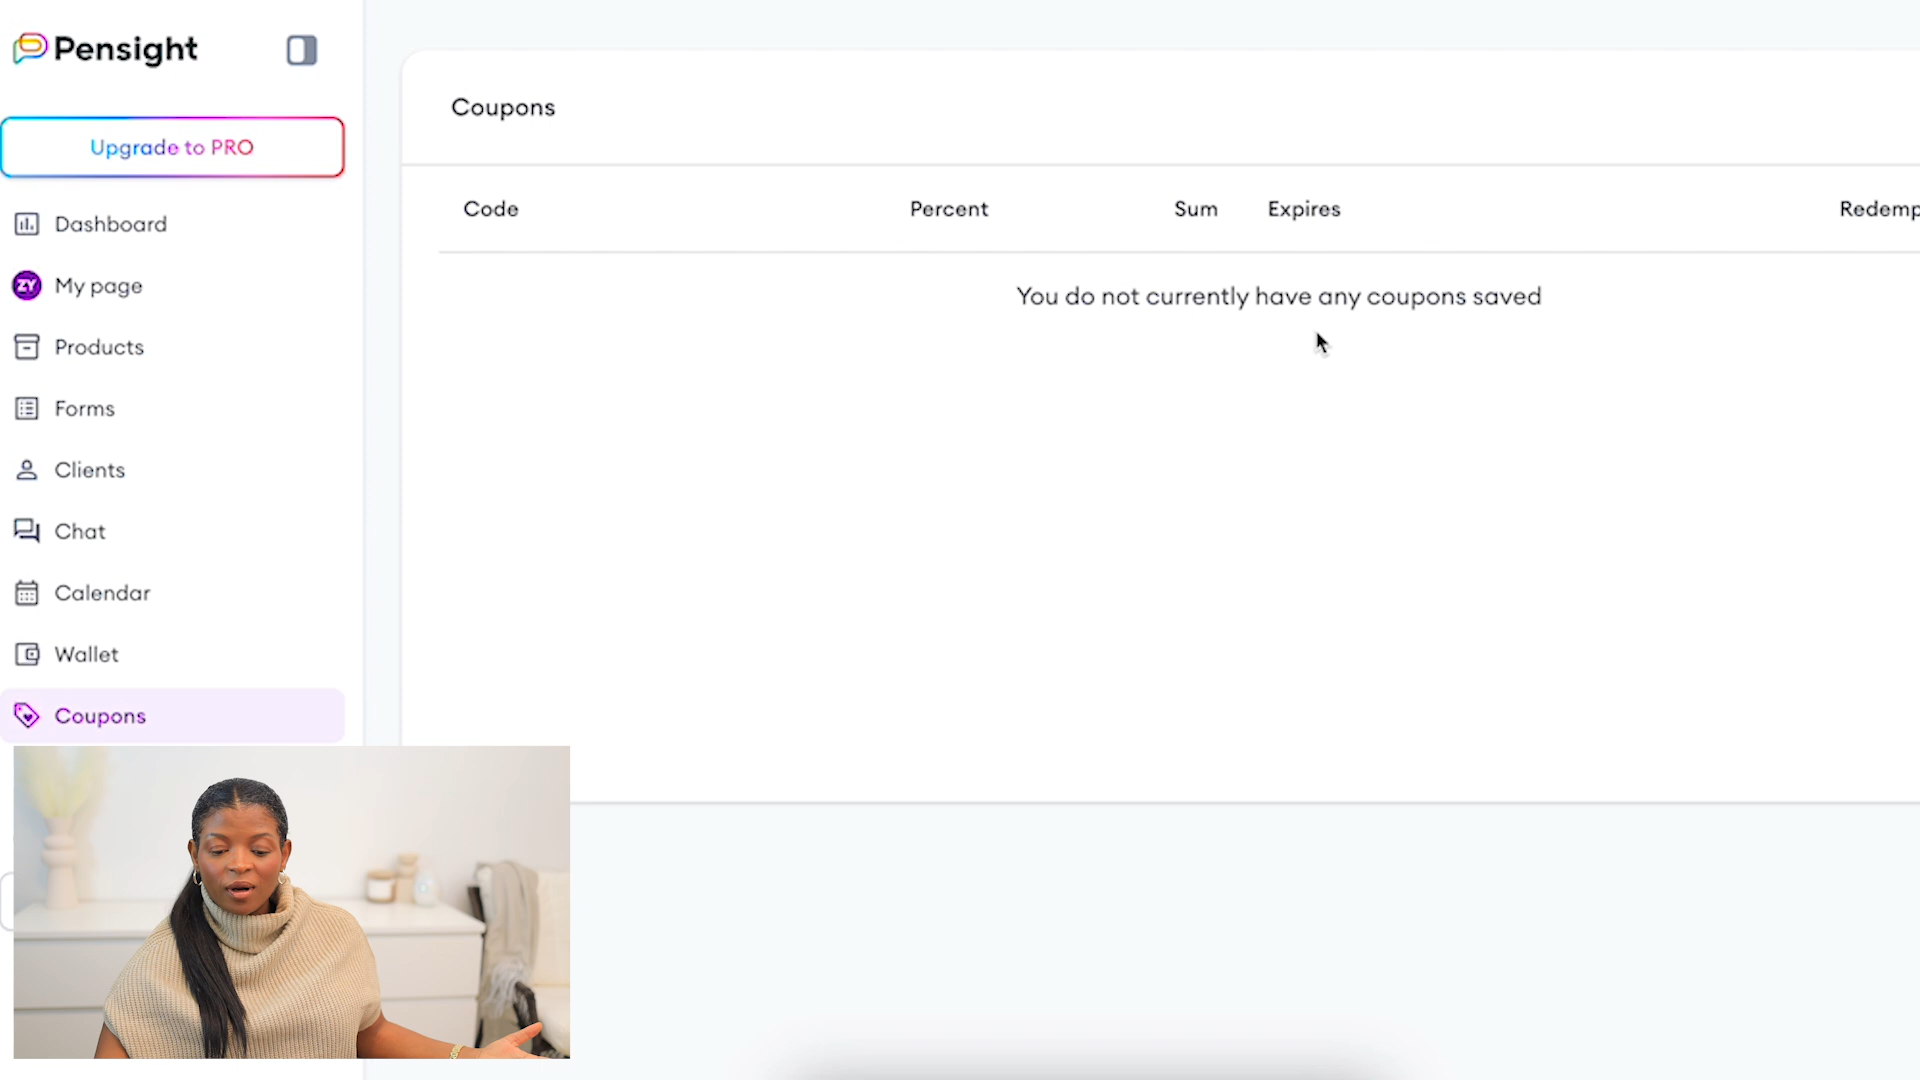 Pensight
Upgrade to PRO
Dashboard
ZY My page
Products
Forms
Clients
Chat
Calendar
Wallet
Coupons
Coupons
Code Percent Sum Expires Redemp
You do not currently have any coupons saved